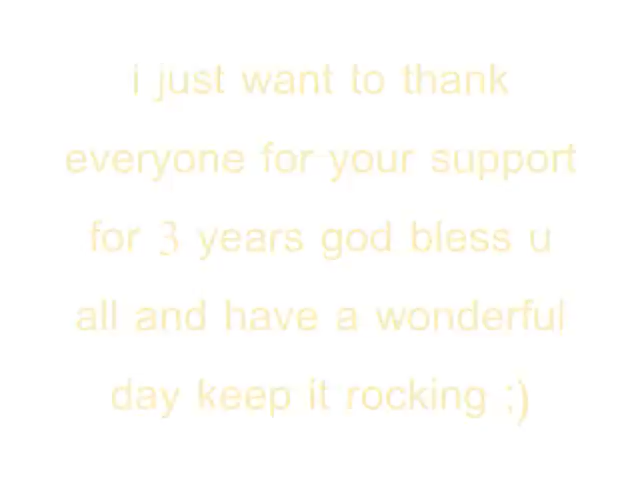 i just want to thank
everyone for your support
for 3 years god bless u
all and have a wonderful
day keep it rocking ;)